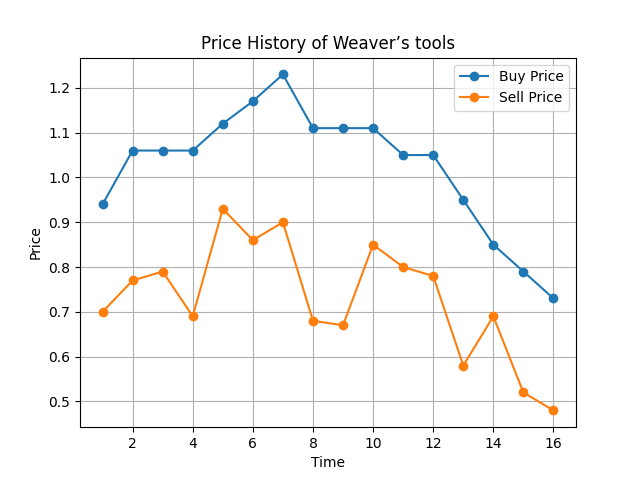 Price History of Weaver’s tools
Buy Price
Sell Price
Price
1.2
1.1
1.0
0.9
0.8
0.7
0.6
0.5
2 4 6 8 10 12 14 16
Time